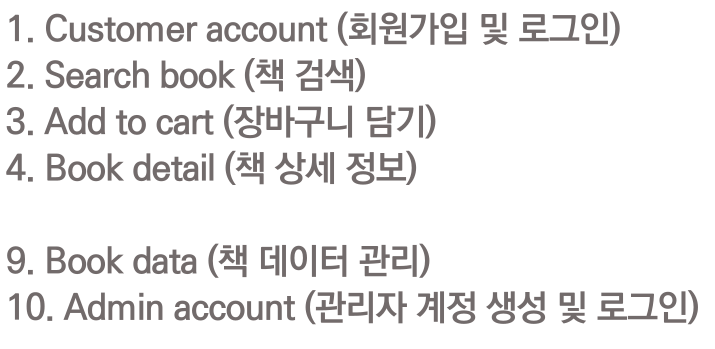 1. Customer account (회원가입 및 로그인)
2. Search book (책 검색)
3. Add to cart (장바구니 담기)
4. Book detail (책 상세 정보)
9. Book data (책 데이터 관리)
10. Admin account (관리자 계정 생성 및 로그인)